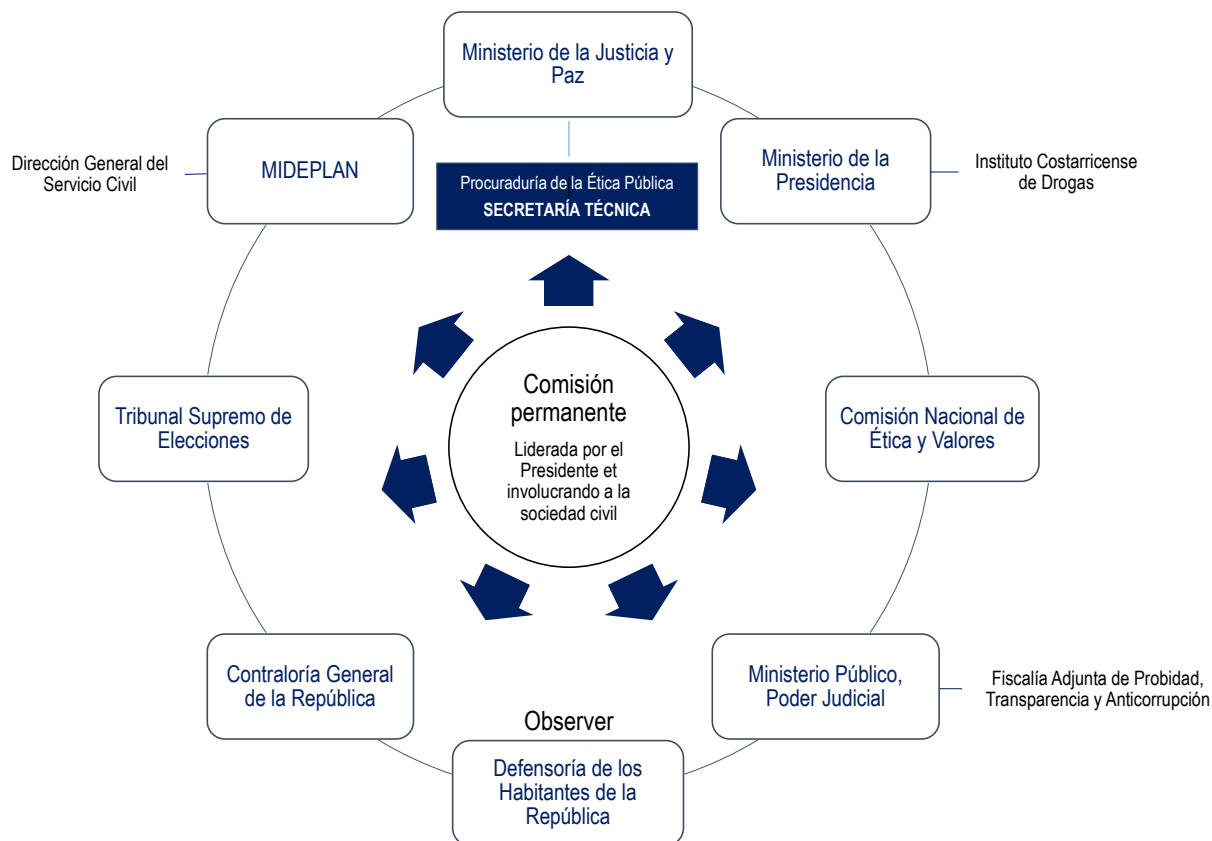 Ministerio de la Justicia y
Paz
Dirección General del
Servicio Civil
MIDEPLAN
Procuraduría de la Ética Pública
SECRETARÍA TÉCNICA
Ministerio de la
Presidencia
Instituto Costarricense
de Drogas
Tribunal Supremo de
Elecciones
Comisión
permanente
Liderada por el
Presidente et
involucrando a la
sociedad civil
Comisión Nacional de
Ética y Valores
Contraloría General
de la República
Ministerio Público,
Poder Judicial
Fiscalía Adjunta de Probidad,
Transparencia y Anticorrupción
Observer
Defensoría de los
Habitantes de la
República